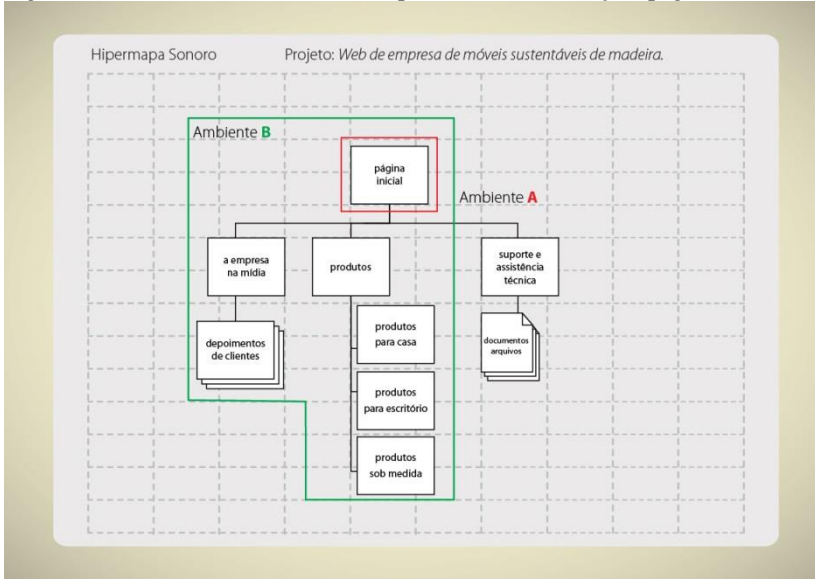 Hipermapa Sonoro
Projeto: Web de empresa de móveis sustentáveis de madeira.
Ambiente B
página
inicial
Ambiente A
a empresa
na mídia
produtos
suporte e
assistência
técnica
depoimentos
de clientes
produtos
para casa
documentos
arquivos
produtos
para escritório
produtos
sob medida